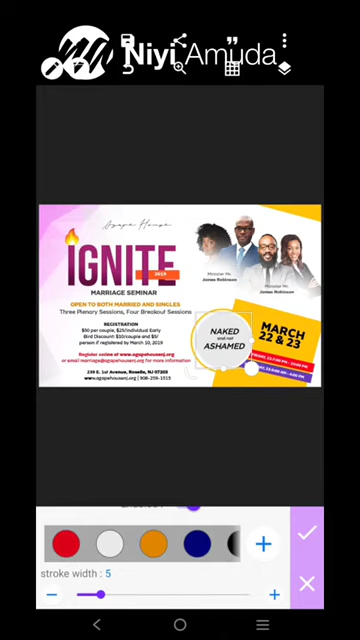 Niyi Amuda
Agape House
IGNITE
2019
MARRIAGE SEMINAR
OPEN TO BOTH MARRIED AND SINGLES
Three Plenary Sessions, Four Breakout Sessions
REGISTRATION
$50 per couple, $25/individual Early
Bird Discount: $10/couple and $5/
person if registered by March 10, 2019
Register online at www.agapehousenj.org
or email marriage@agapehousenj.org for more information
239 E. 1st Avenue, Roselle, NJ 07203
www.agapehousenj.org | 908-259-1515
Minister Mr.
James Robinson
Minister Mr.
James Robinson
NAKED
and not
ASHAMED
MARCH
22 & 23
stroke width : 5